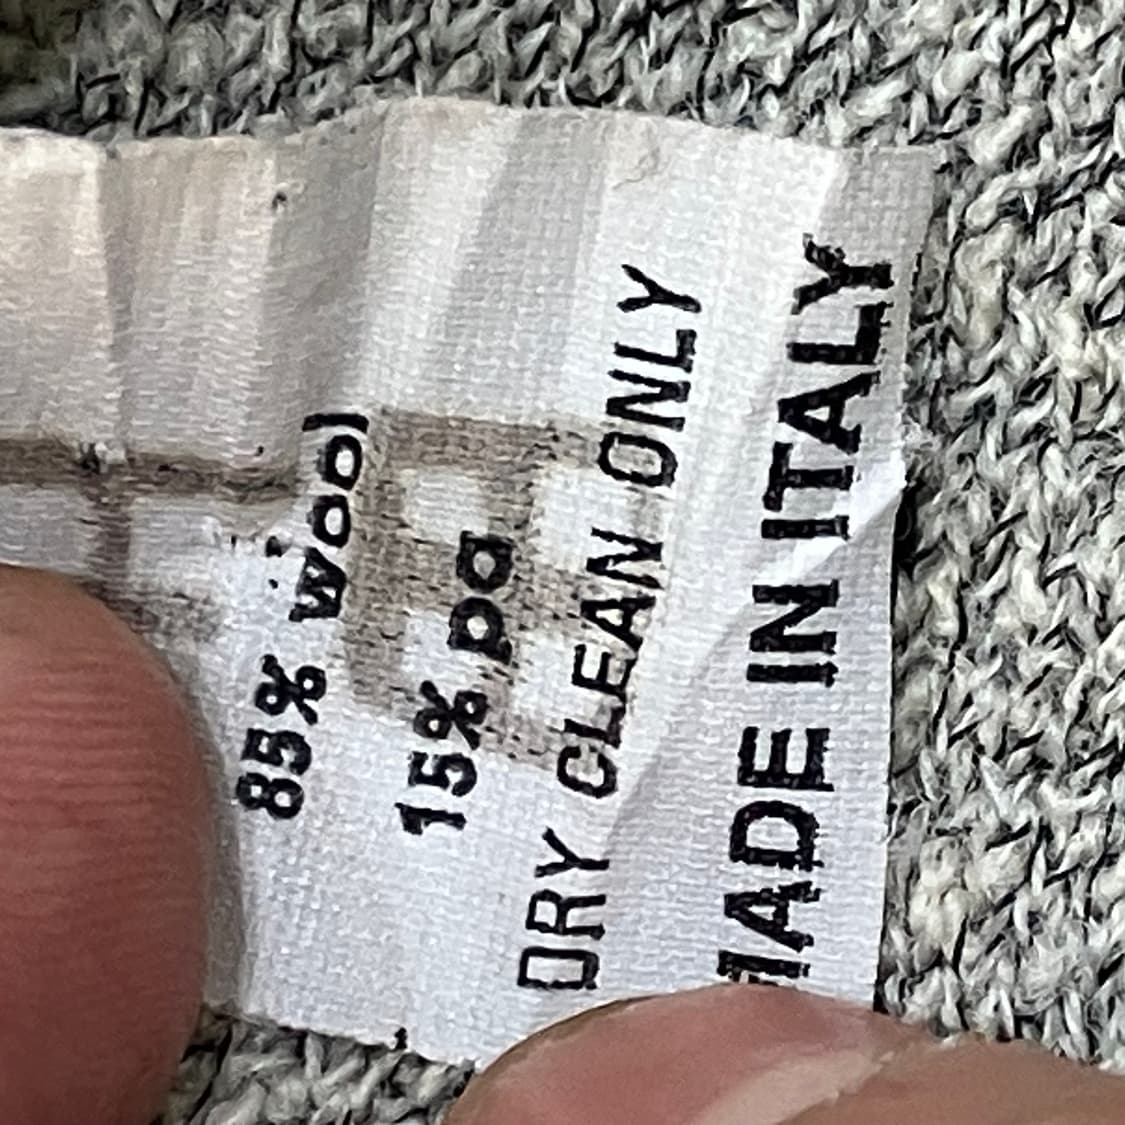 85% wool
15% pa
DRY CLEAN ONLY
MADE IN ITALY